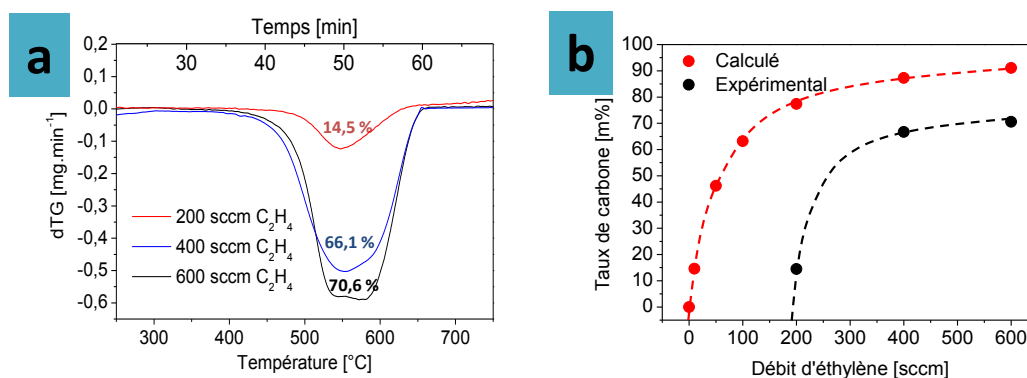 a
Temps [min]
30 40 50 60
0,2
0,1
0,0
-0,1
-0,2
-0,3
-0,4
-0,5
-0,6
dTG [mg.min-1]
14,5 %
66,1 %
70,6 %
200 sccm C2H4
400 sccm C2H4
600 sccm C2H4
300 400 500 600 700
Température [°C]
b
100
90
80
70
60
50
40
30
20
10
0
Taux de carbone [m%]
Calculé
Expérimental
0 100 200 300 400 500 600
Débit d'éthylène [sccm]